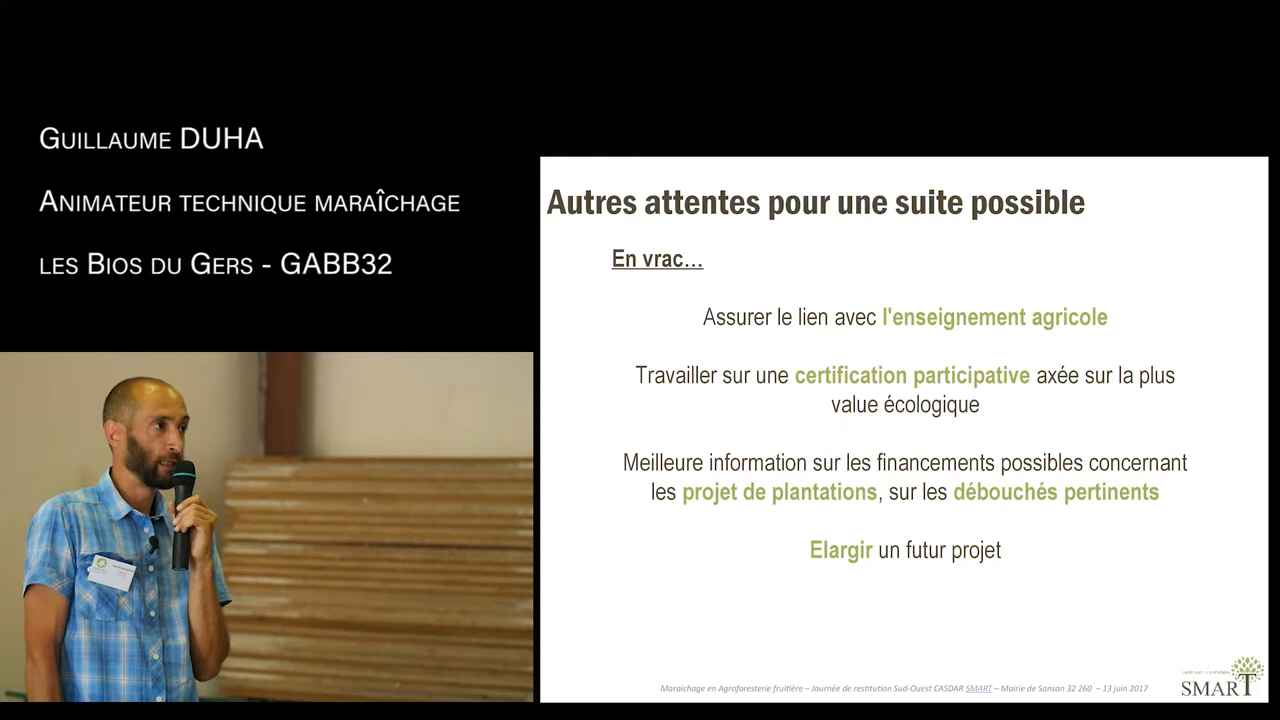 Guillaume DUHA
Animateur technique maraîchage
les Bios du Gers - GABB32
Autres attentes pour une suite possible
En vrac...
Assurer le lien avec l'enseignement agricole
Travailler sur une certification participative axée sur la plus
value écologique
Meilleure information sur les financements possibles concernant
les projet de plantations, sur les débouchés pertinents
Elargir un futur projet
Maraichage en Agroforesterie fruitière – Journée de restitution Sud-Ouest CASDAR SMART – Mairie de Sansan 32 260 – 13 juin 2017
SMART